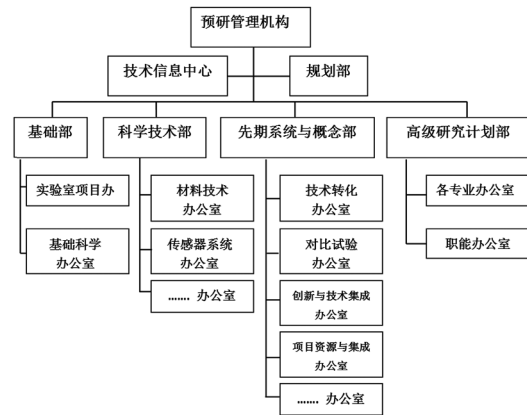 预研管理机构
技术信息中心
规划部
基础部
科学技术部
先期系统与概念部
高级研究计划部
实验室项目办
基础科学
办公室
材料技术
办公室
传感器系统
办公室
……. 办公室
技术转化
办公室
对比试验
办公室
创新与技术集成
办公室
项目资源与集成
办公室
……. 办公室
各专业办公室
职能办公室